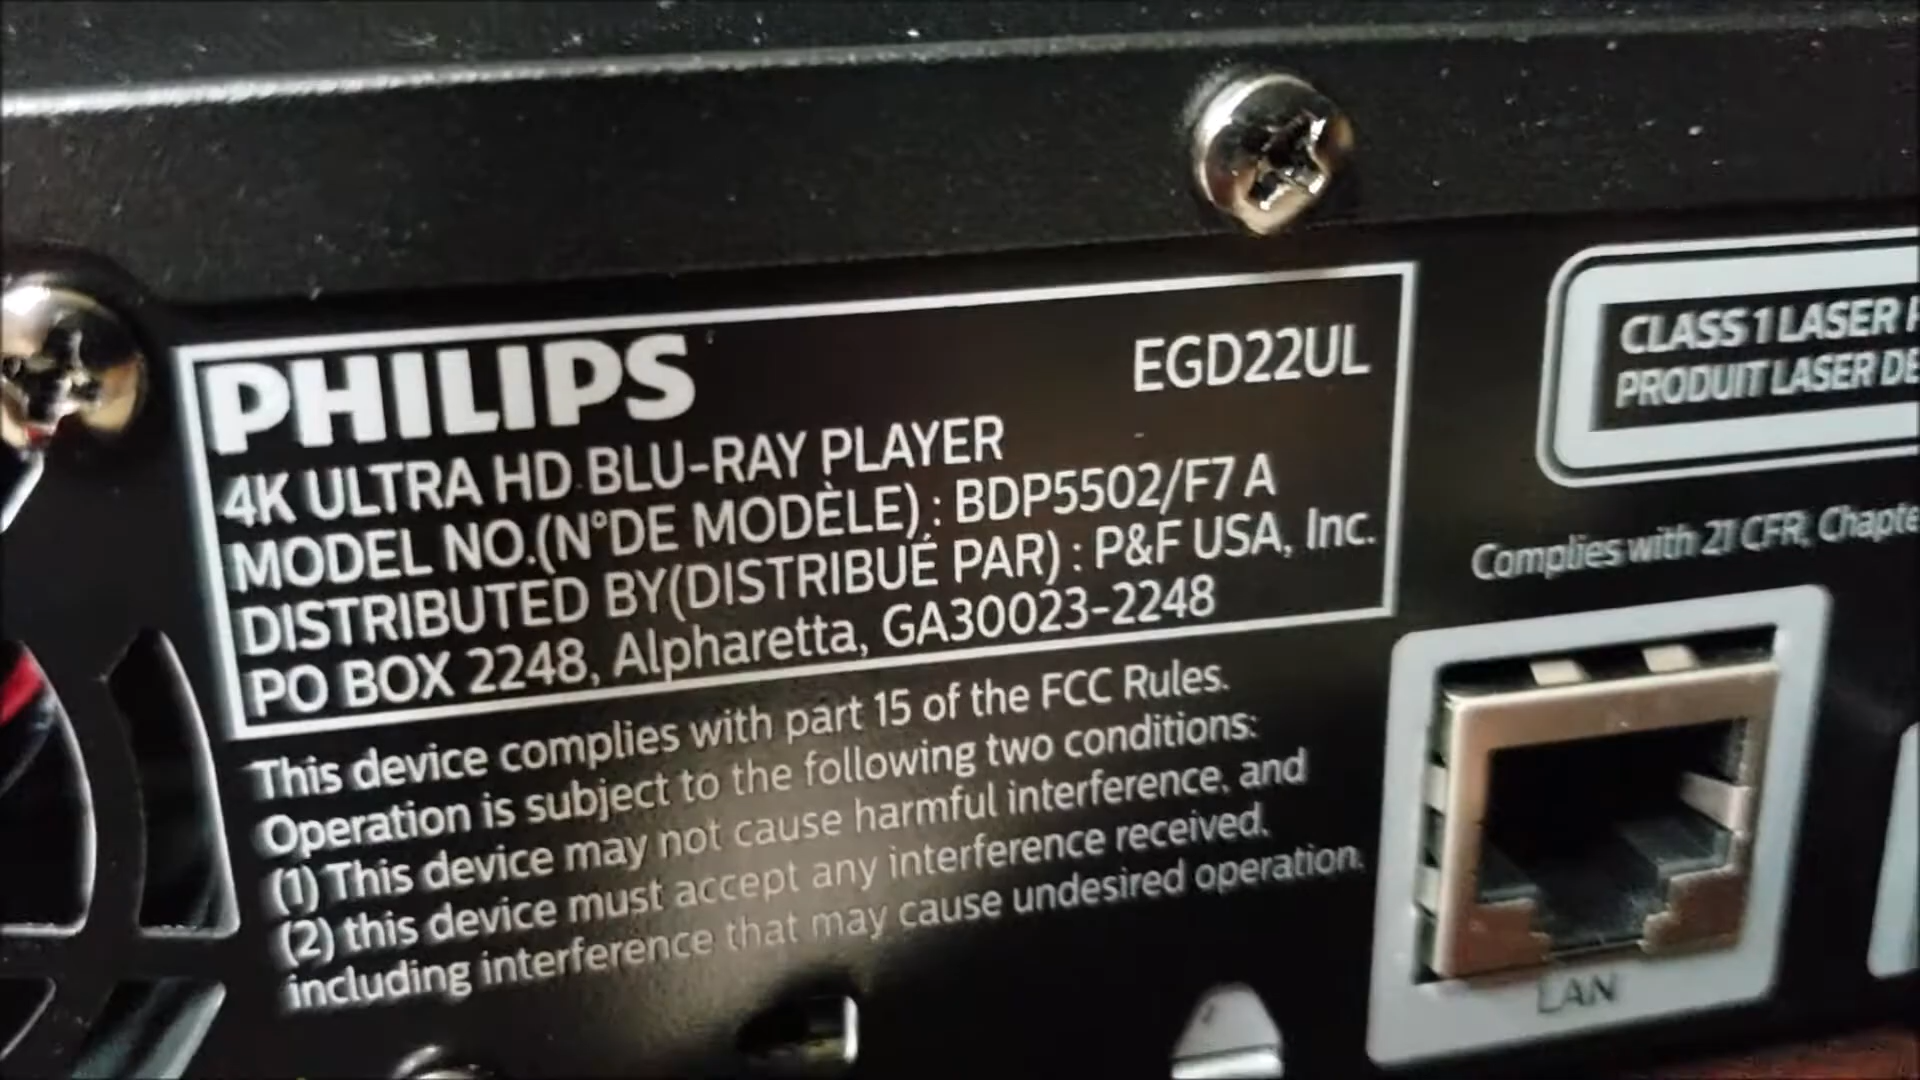 PHILIPS
EGD22UL
4K ULTRA HD BLU-RAY PLAYER
MODEL NO.(N°DE MODÈLE) : BDP5502/F7 A
DISTRIBUTED BY(DISTRIBUÉ PAR) : P&F USA, Inc.
PO BOX 2248, Alpharetta, GA30023-2248
This device complies with part 15 of the FCC Rules.
Operation is subject to the following two conditions:
(1) This device may not cause harmful interference, and
(2) this device must accept any interference received,
including interference that may cause undesired operation.
CLASS 1 LASER
PRODUIT LASER DE
Complies with 21 CFR,
LAN